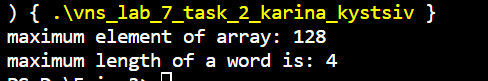 ) { .\vns_lab_7_task_2_karina_kystsiv }
maximum element of array: 128
maximum length of a word is: 4